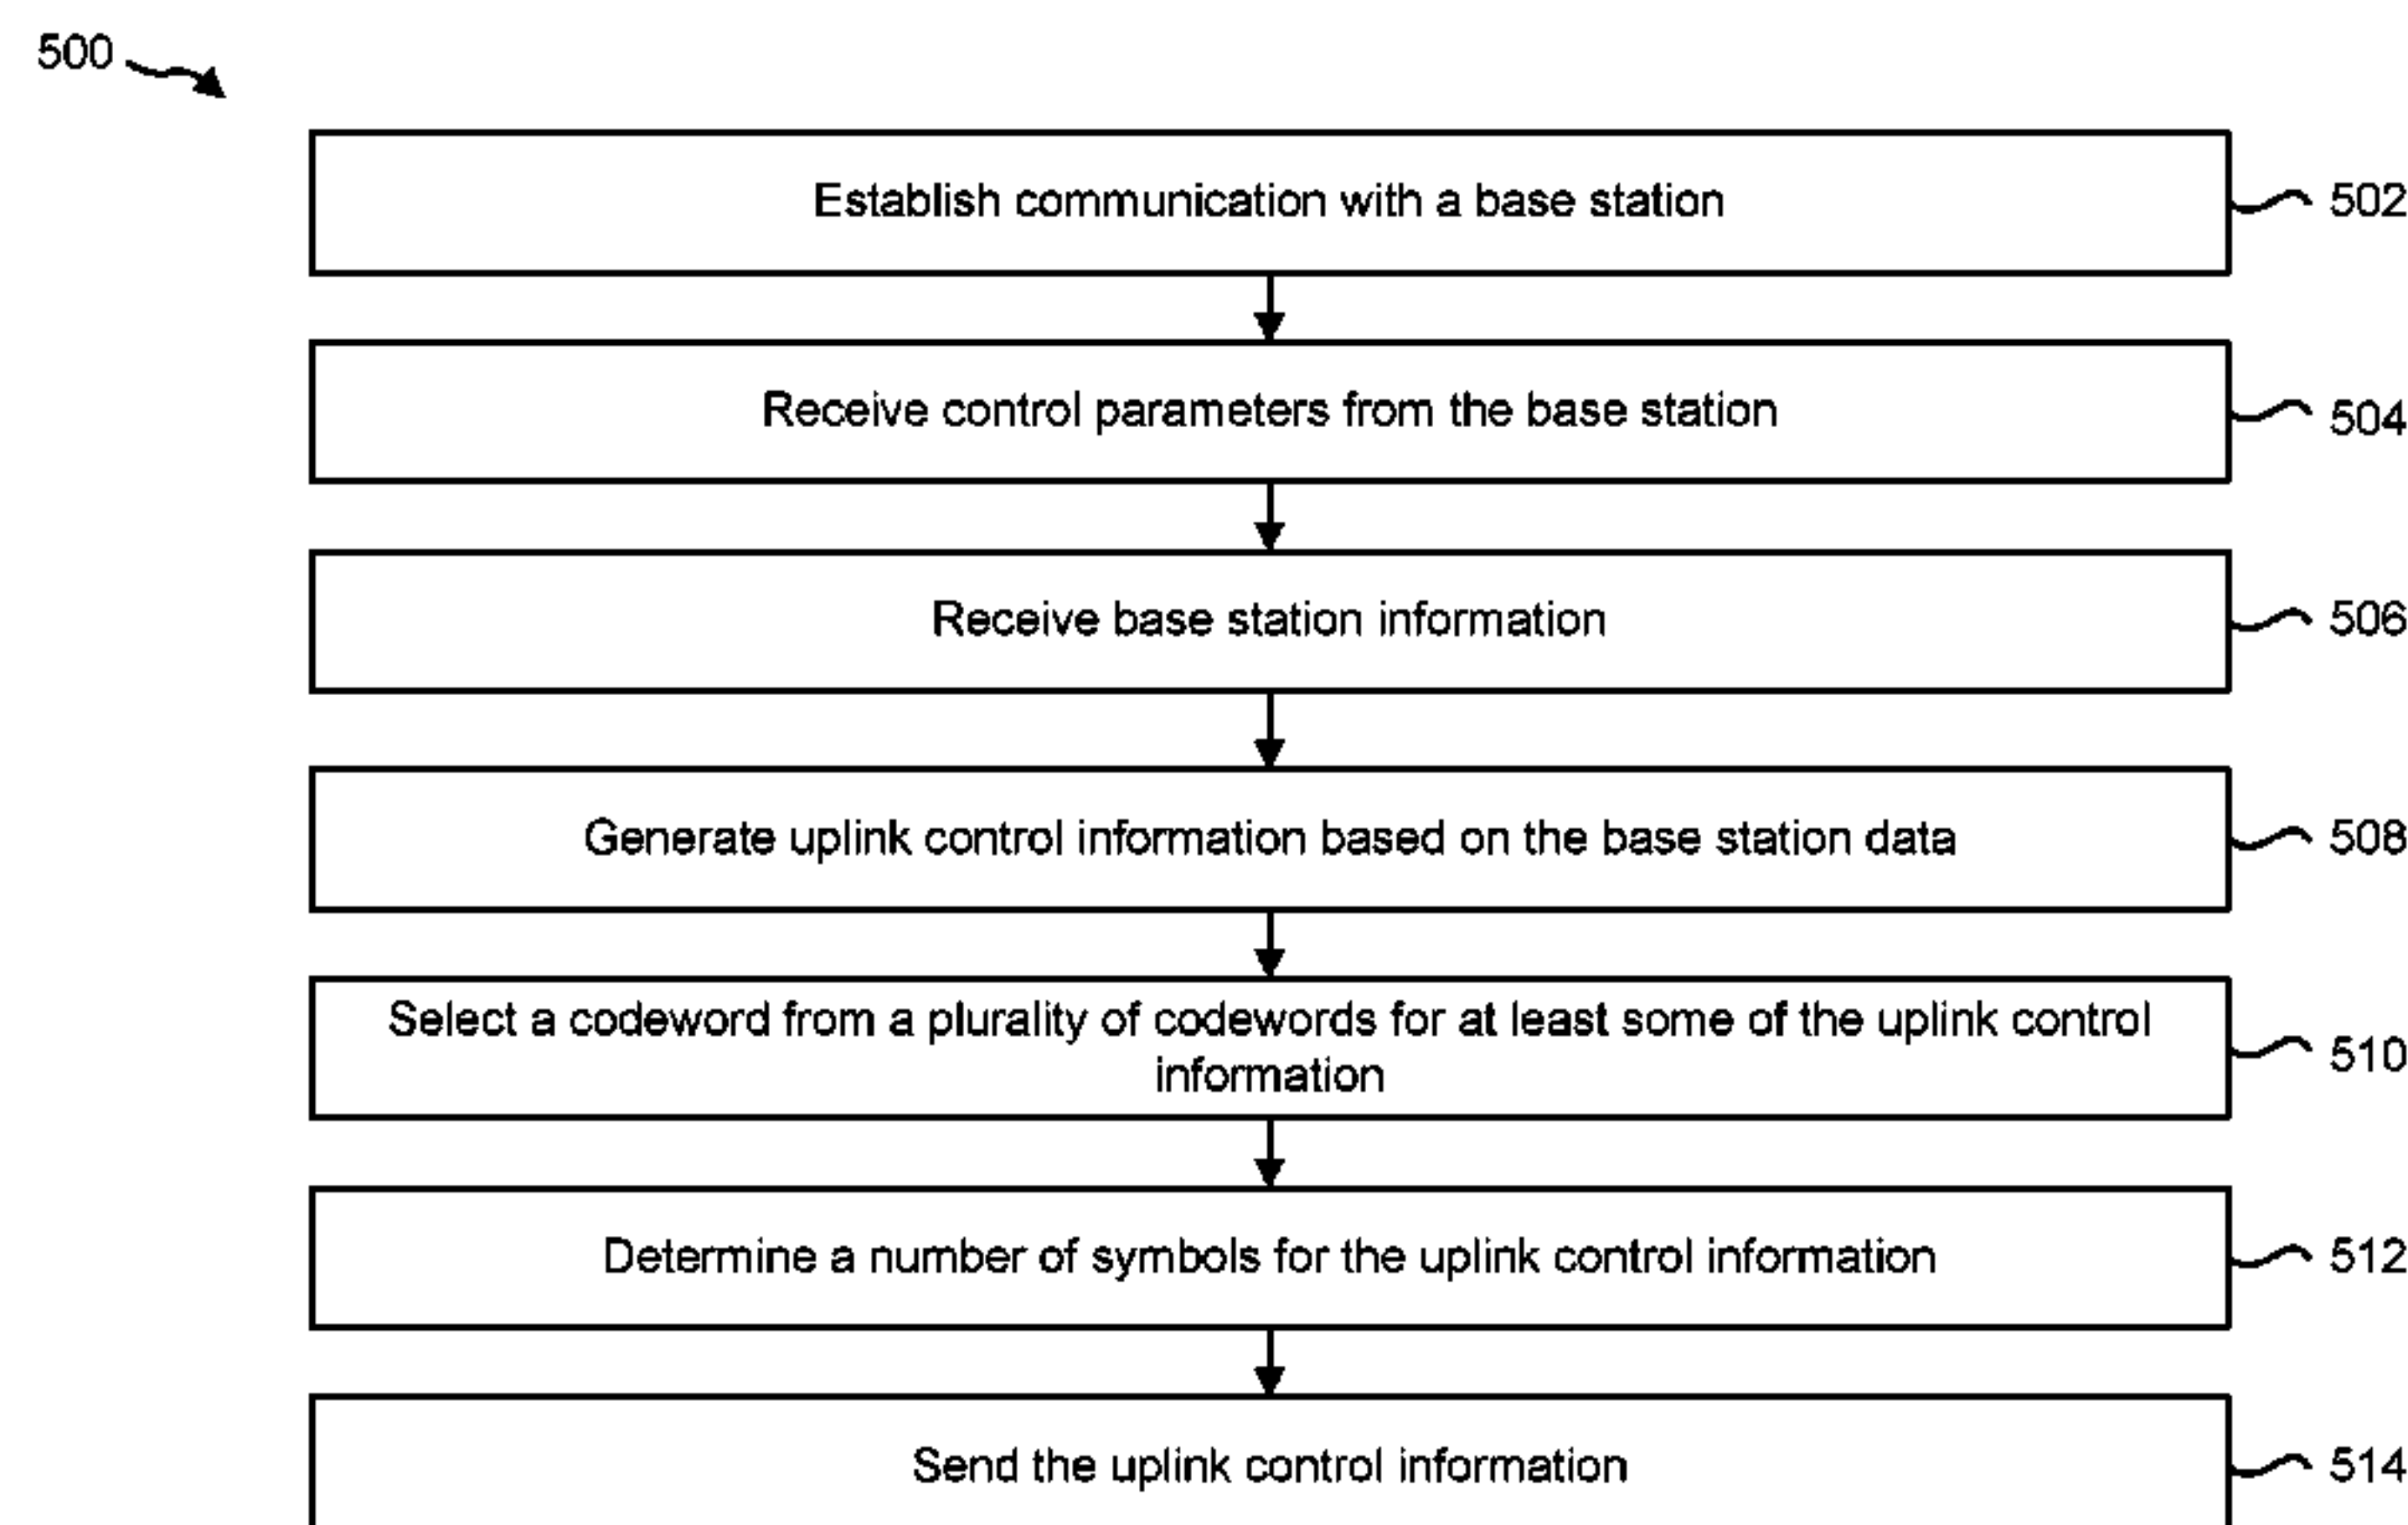 500
Establish communication with a base station
502
Receive control parameters from the base station
504
Receive base station information
506
Generate uplink control information based on the base station data
508
Select a codeword from a plurality of codewords for at least some of the uplink control
information
510
Determine a number of symbols for the uplink control information
512
Send the uplink control information
514